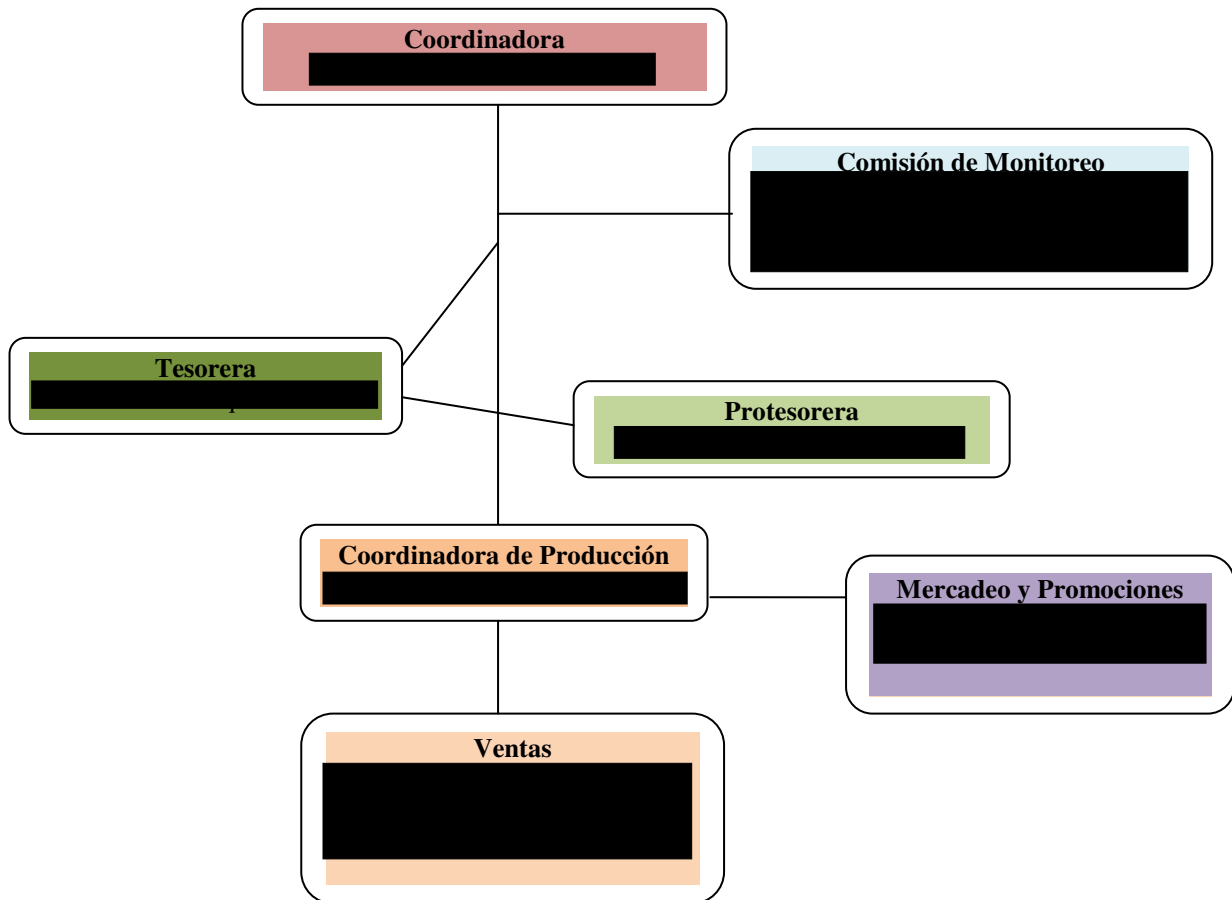 Coordinadora
Comisión de Monitoreo
Tesorera
Protesorera
Coordinadora de Producción
Mercadeo y Promociones
Ventas